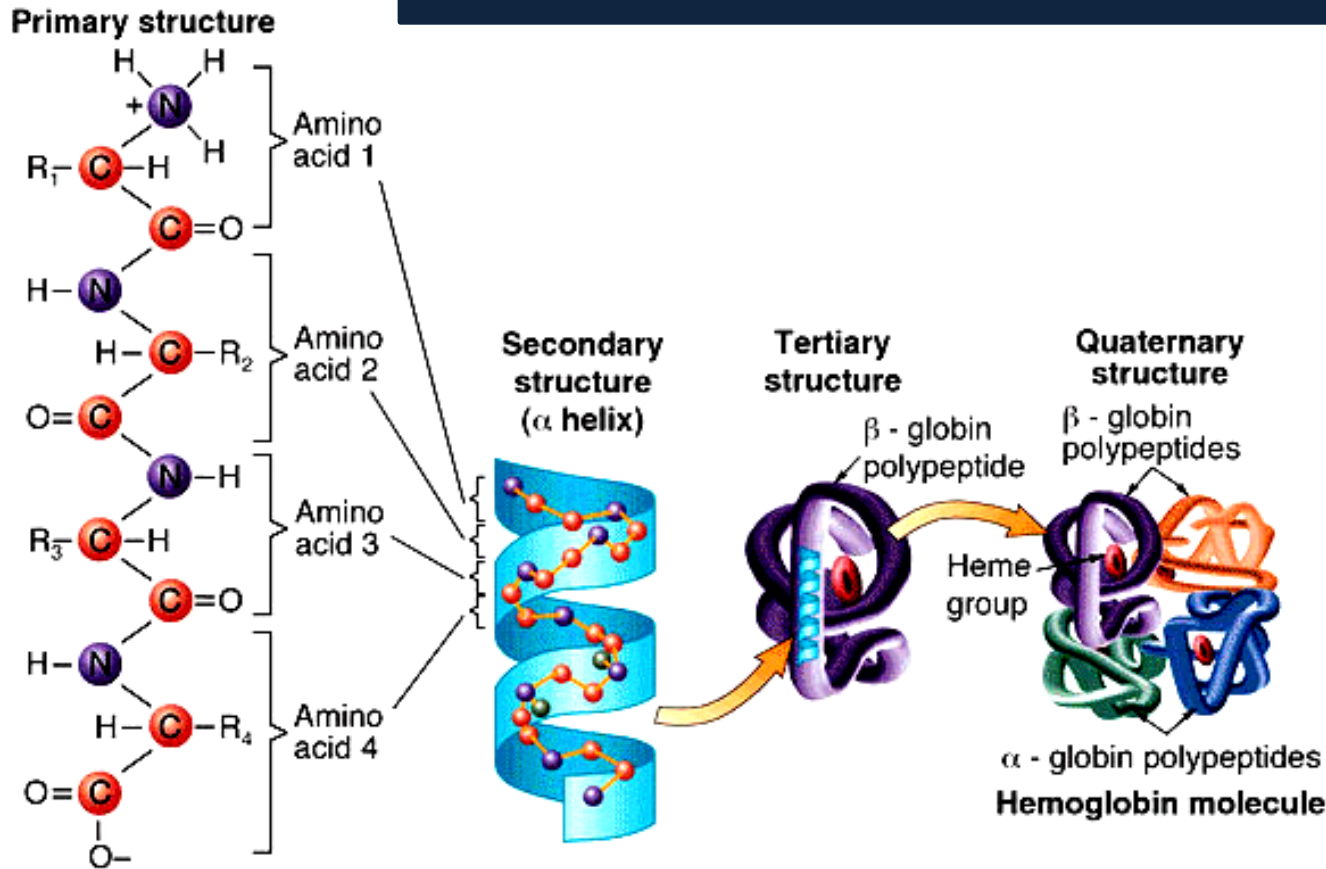 Primary structure
H H
+ N
H
R₁– C –H
C =O
H– N
H– C –R₂
O= C
N –H
R₃– C –H
C =O
H– N
H– C –R₄
O= C
O–
Amino
acid 1
Amino
acid 2
Amino
acid 3
Amino
acid 4
Secondary
structure
(α helix)
Tertiary
structure
β - globin
polypeptide
Quaternary
structure
β - globin
polypeptides
Heme
group
α - globin polypeptides
Hemoglobin molecule